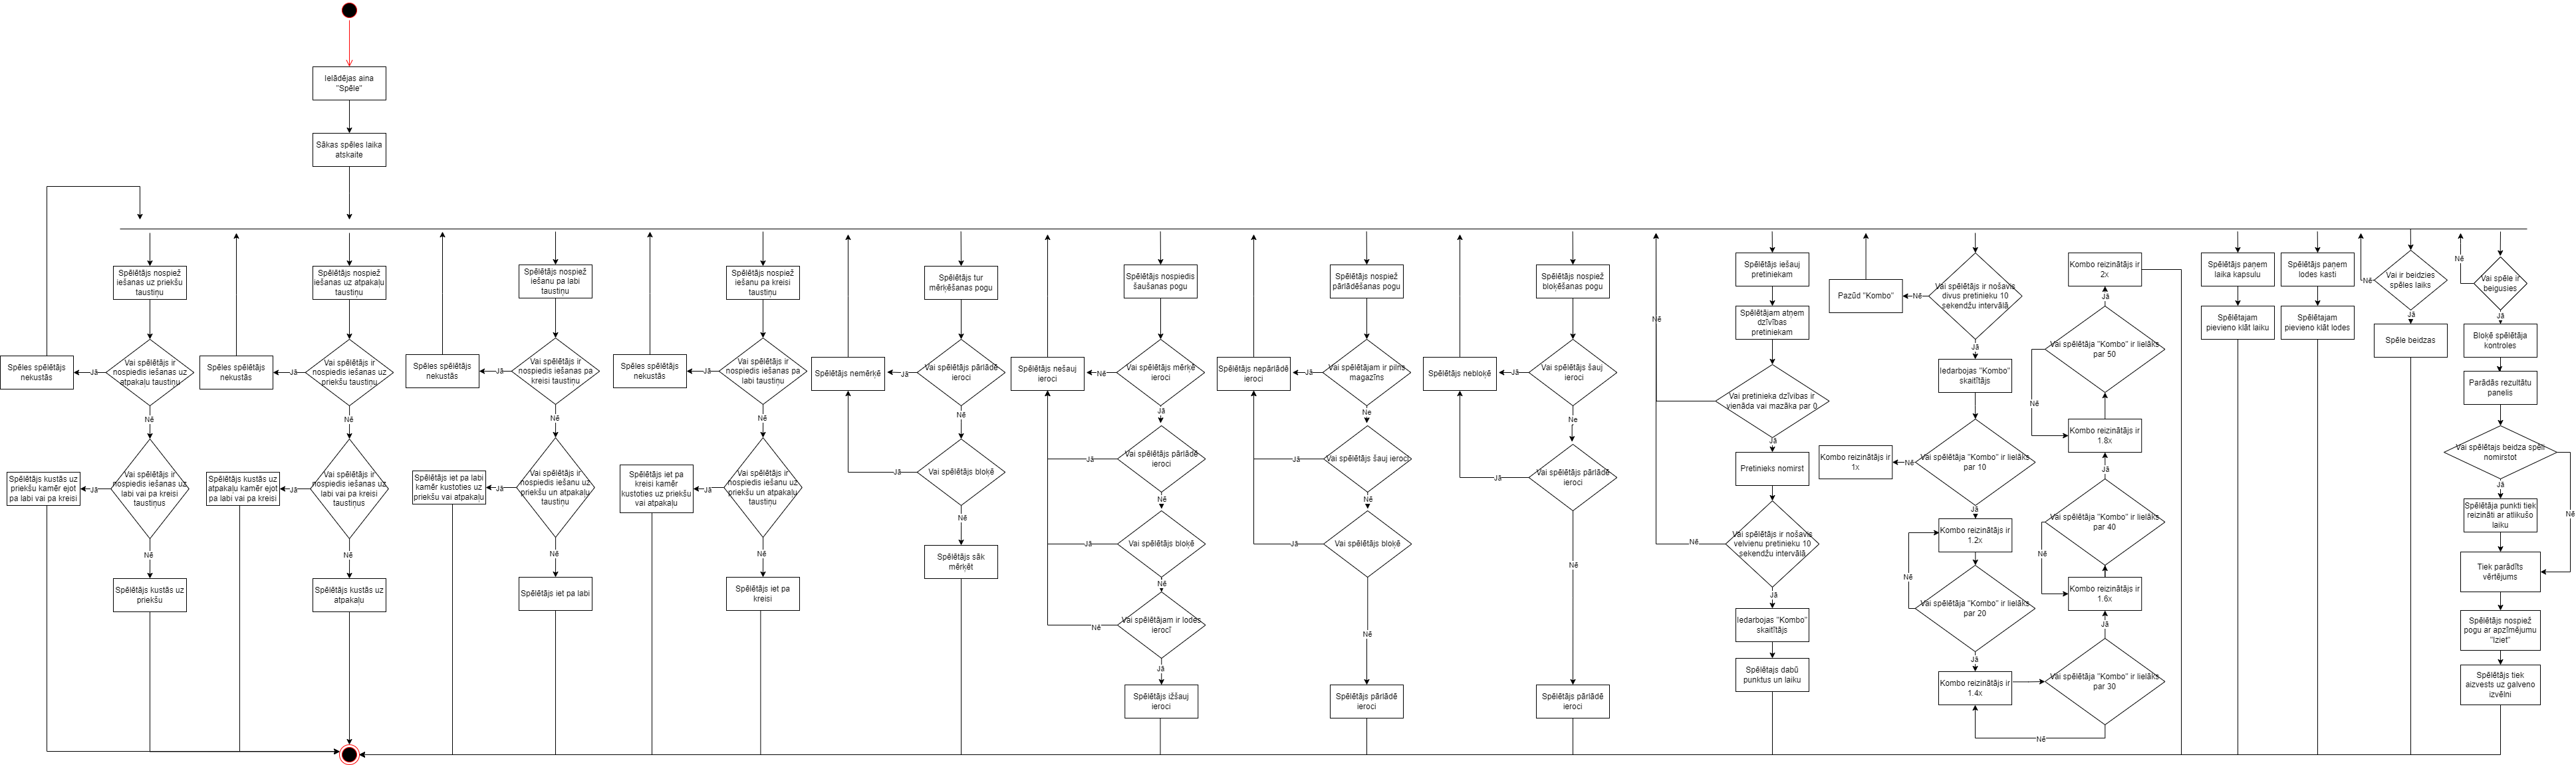 Ielādējas aina
"Spēle"
Sākas spēles laika
atskaite
Spēlētājs nospiež
iešanas uz priekšu
taustiņu
Vai spēlētājs ir
nospiedis iešanas uz
atpakaļu taustiņu
Jā
Spēles spēlētājs
nekustās
Nē
Vai spēlētājs ir
nospiedis iešanas uz
labi vai pa kreisi
taustiņus
Jā
Spēlētājs kustās uz
priekšu kamēr ejot
pa labi vai pa kreisi
Nē
Spēlētājs kustās uz
priekšu
Spēlētājs nospiež
iešanas uz atpakaļu
taustiņu
Vai spēlētājs ir
nospiedis iešanas uz
priekšu taustiņu
Jā
Spēles spēlētājs
nekustās
Nē
Vai spēlētājs ir
nospiedis iešanas uz
labi vai pa kreisi
taustiņus
Jā
Spēlētājs kustās uz
atpakaļu kamēr ejot
pa labi vai pa kreisi
Nē
Spēlētājs kustās uz
atpakaļu
Spēlētājs nospiež
iešanu pa labi
taustiņu
Vai spēlētājs ir
nospiedis iešanas pa
kreisi taustiņu
Jā
Spēles spēlētājs
nekustās
Nē
Vai spēlētājs ir
nospiedis iešanu uz
priekšu un atpakaļu
taustiņu
Jā
Spēlētājs iet pa labi
kamēr kustoties uz
priekšu vai atpakaļu
Nē
Spēlētājs iet pa labi
Spēlētājs nospiež
iešanu pa kreisi
taustiņu
Vai spēlētājs ir
nospiedis iešanas pa
labi taustiņu
Jā
Spēles spēlētājs
nekustās
Nē
Vai spēlētājs ir
nospiedis iešanu uz
priekšu un atpakaļu
taustiņu
Jā
Spēlētājs iet pa
kreisi kamēr
kustoties uz priekšu
vai atpakaļu
Nē
Spēlētājs iet pa
kreisi
Spēlētājs tur
mērķēšanas pogu
Vai spēlētājs pārlādē
ieroci
Jā
Spēlētājs nemērķē
Nē
Vai spēlētājs bloķē
Jā
Nē
Spēlētājs sāk
mērķēt
Spēlētājs nospiedis
šaušanas pogu
Vai spēlētājs mērķē
ieroci
Nē
Spēlētājs nešauj
ieroci
Jā
Vai spēlētājs pārlādē
ieroci
Jā
Nē
Vai spēlētājs bloķē
Jā
Nē
Vai spēlētājam ir lodes
ierocī
Nē
Jā
Spēlētājs ižšauj
ieroci
Spēlētājs nospiež
pārlādēšanas pogu
Vai spēlētājam ir pilns
magazīns
Jā
Spēlētājs nepārlādē
ieroci
Ne
Vai spēlētājs šauj ieroci
Jā
Nē
Vai spēlētājs bloķē
Jā
Nē
Spēlētājs pārlādē
ieroci
Spēlētājs nospiež
bloķēšanas pogu
Vai spēlētājs šauj
ieroci
Jā
Spēlētājs nebloķē
Ne
Vai spēlētājs pārlādē
ieroci
Jā
Nē
Spēlētājs pārlādē
ieroci
Spēlētājs iešauj
pretiniekam
Spēlētājam atņem
dzīvības
pretiniekam
Vai pretinieka dzīvibas ir
vienāda vai mazāka par 0
Nē
Jā
Pretinieks nomirst
Vai spēlētājs ir nošavis
velvienu pretinieku 10
sekendžu intervālā
Nē
Jā
Iedarbojas "Kombo"
skaitītājs
Spēlētajs dabū
punktus un laiku
Vai spēlētājs ir nošavis
divus pretinieku 10
sekendžu intervālā
Nē
Pazūd "Kombo"
Jā
Iedarbojas "Kombo"
skaitītājs
Vai spēlētāja "Kombo" ir lielāks
par 10
Nē
Kombo reizinātājs ir
1x
Jā
Kombo reizinātājs ir
1.2x
Vai spēlētāja "Kombo" ir lielāks
par 20
Nē
Jā
Kombo reizinātājs ir
1.4x
Vai spēlētāja "Kombo" ir lielāks
par 30
Nē
Jā
Kombo reizinātājs ir
1.6x
Vai spēlētāja "Kombo" ir lielāks
par 40
Nē
Jā
Kombo reizinātājs ir
1.8x
Vai spēlētāja "Kombo" ir lielāks
par 50
Nē
Jā
Kombo reizinātājs ir
2x
Spēlētājs paņem
laika kapsulu
Spēlētajam
pievieno klāt laiku
Spēlētājs paņem
lodes kasti
Spēlētajam
pievieno klāt lodes
Vai ir beidzies
spēles laiks
Nē
Jā
Spēle beidzas
Vai spēle ir
beigusies
Nē
Jā
Bloķē spēlētāja
kontroles
Parādās rezultātu
panelis
Vai spēlētājs beidza spēli
nomirstot
Jā
Nē
Spēlētāja punkti tiek
reizināti ar atlikušo
laiku
Tiek parādīts
vērtējums
Spēlētājs nospiež
pogu ar apzīmējumu
"Iziet"
Spēlētājs tiek
aizvests uz galveno
izvēlni